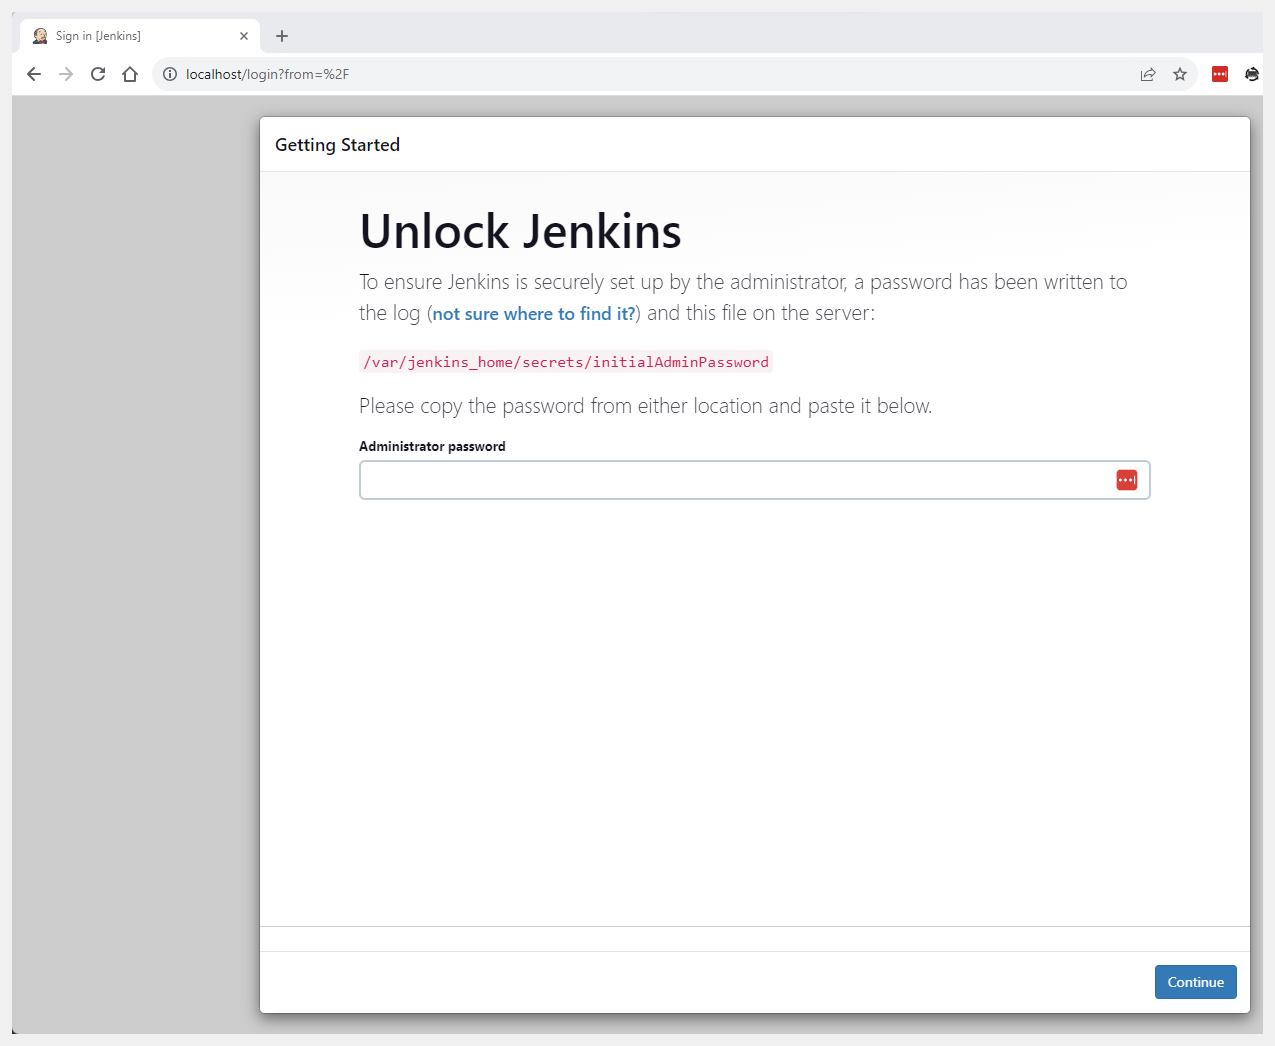 Sign in [Jenkins]
localhost/login?from=%2F
Getting Started
Unlock Jenkins
To ensure Jenkins is securely set up by the administrator, a password has been written to
the log (not sure where to find it?) and this file on the server:
/var/jenkins_home/secrets/initialAdminPassword
Please copy the password from either location and paste it below.
Administrator password
Continue